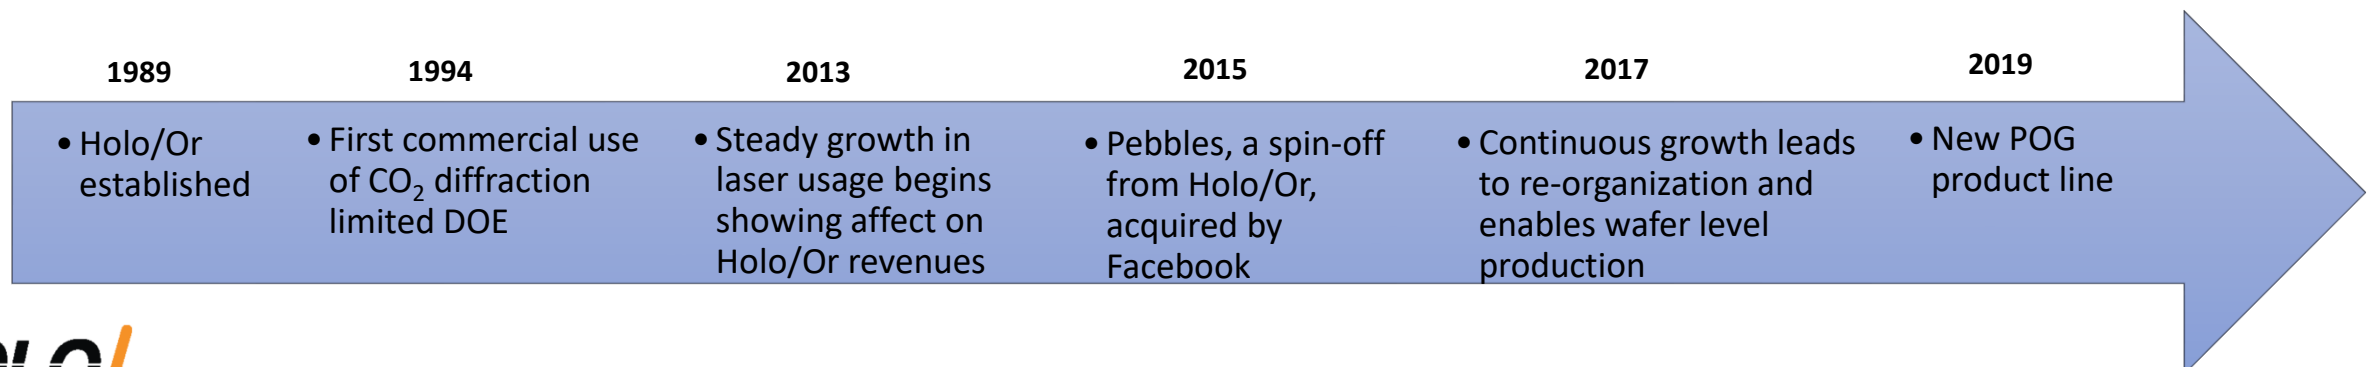 1989
• Holo/Or
established
1994
• First commercial use
of CO₂ diffraction
limited DOE
2013
• Steady growth in
laser usage begins
showing affect on
Holo/Or revenues
2015
• Pebbles, a spin-off
from Holo/Or,
acquired by
Facebook
2017
• Continuous growth leads
to re-organization and
enables wafer level
production
2019
• New POG
product line